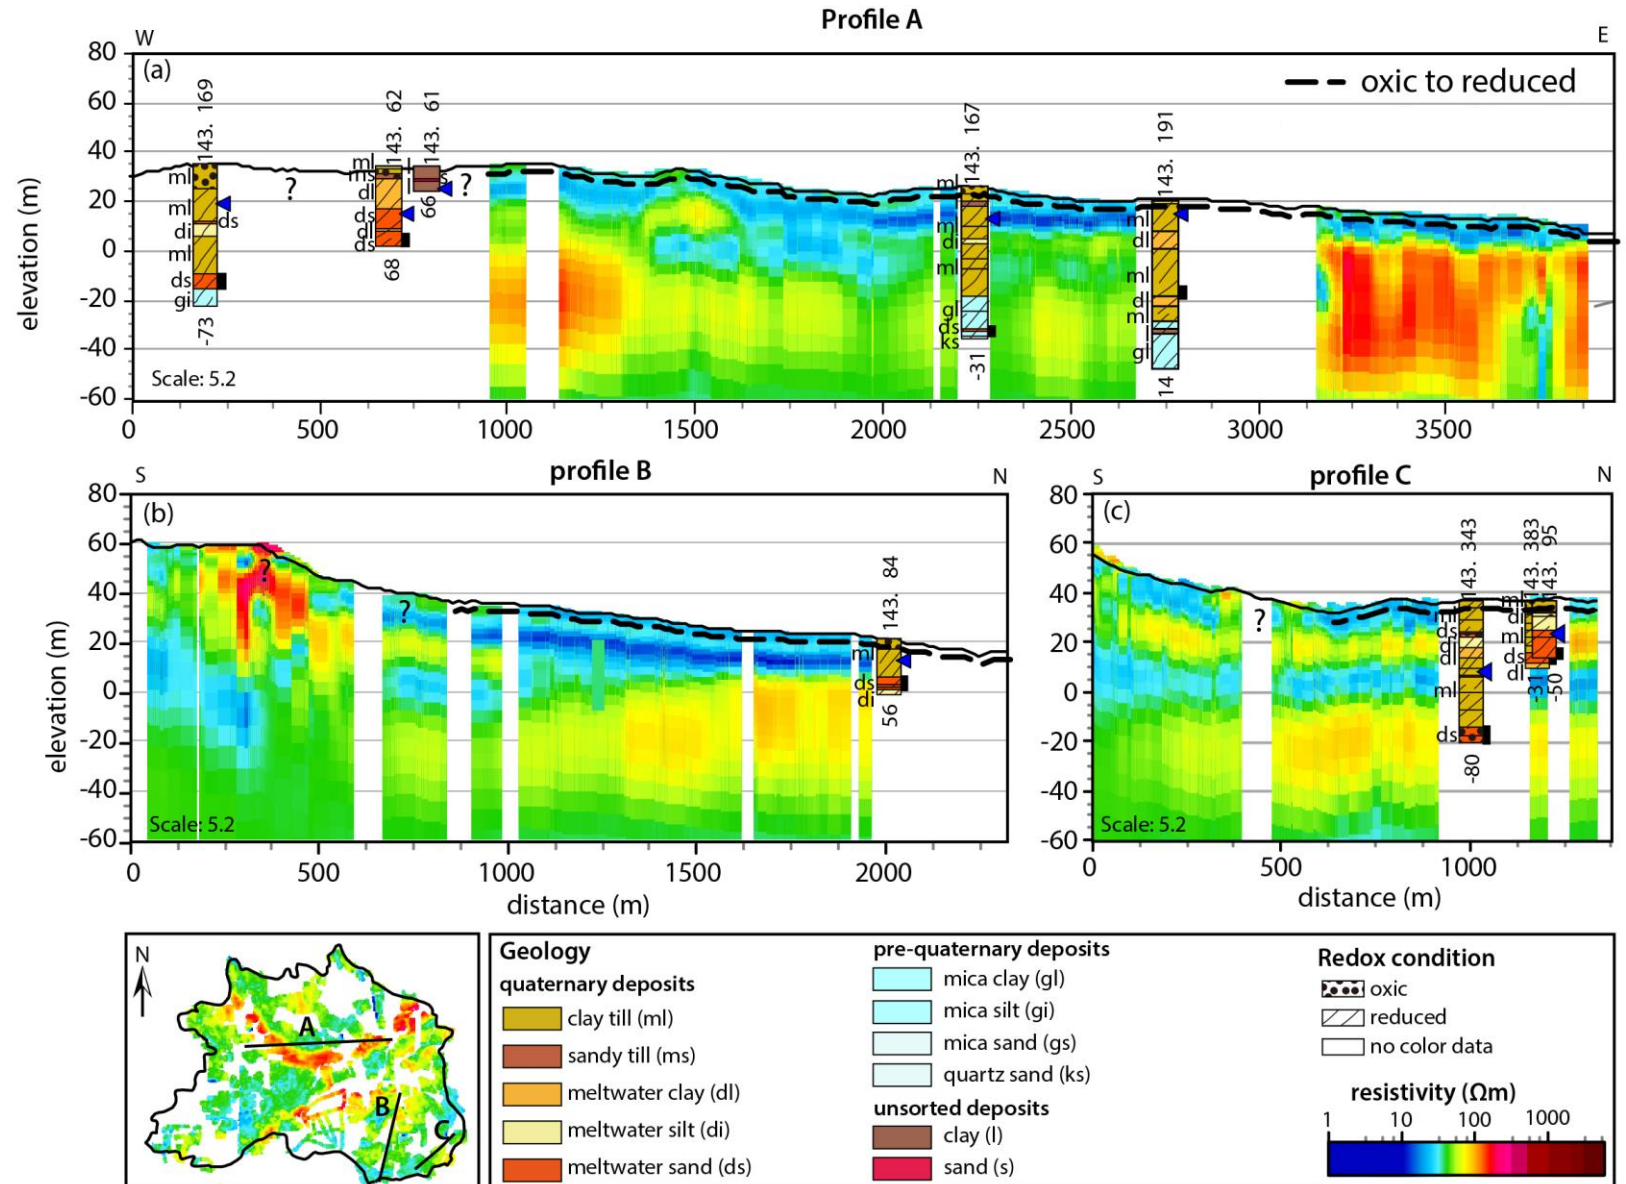 Profile A
W
E
(a)
oxic to reduced
143. 169
143. 62
143. 61
143. 167
143. 191
80
60
40
20
0
-20
-40
-60
elevation (m)
ml
ml
ds
di
ml
ds
gi
-73
?
ml
ms
dl
ds
dl
ds
68
l
s
l
66
?
ml
ml
di
ml
gl
ds
ks
-31
ml
dl
ml
dl
ml
gl
14
Scale: 5.2
0
500
1000
1500
2000
2500
3000
3500
profile B
S
N
(b)
80
60
40
20
0
-20
-40
-60
elevation (m)
?
?
143. 84
ml
ds
di
56
Scale: 5.2
0
500
1000
1500
2000
distance (m)
profile C
S
N
(c)
80
60
40
20
0
-20
-40
-60
?
143. 343
143. 383
143. 95
ml
ds
di
dl
ml
ds
-80
ml
di
ml
ds
dl
-31
-50
Scale: 5.2
0
500
1000
distance (m)
N
A
B
C
Geology
quaternary deposits
clay till (ml)
sandy till (ms)
meltwater clay (dl)
meltwater silt (di)
meltwater sand (ds)
pre-quaternary deposits
mica clay (gl)
mica silt (gi)
mica sand (gs)
quartz sand (ks)
unsorted deposits
clay (l)
sand (s)
Redox condition
oxic
reduced
no color data
resistivity (Ωm)
1 10 100 1000